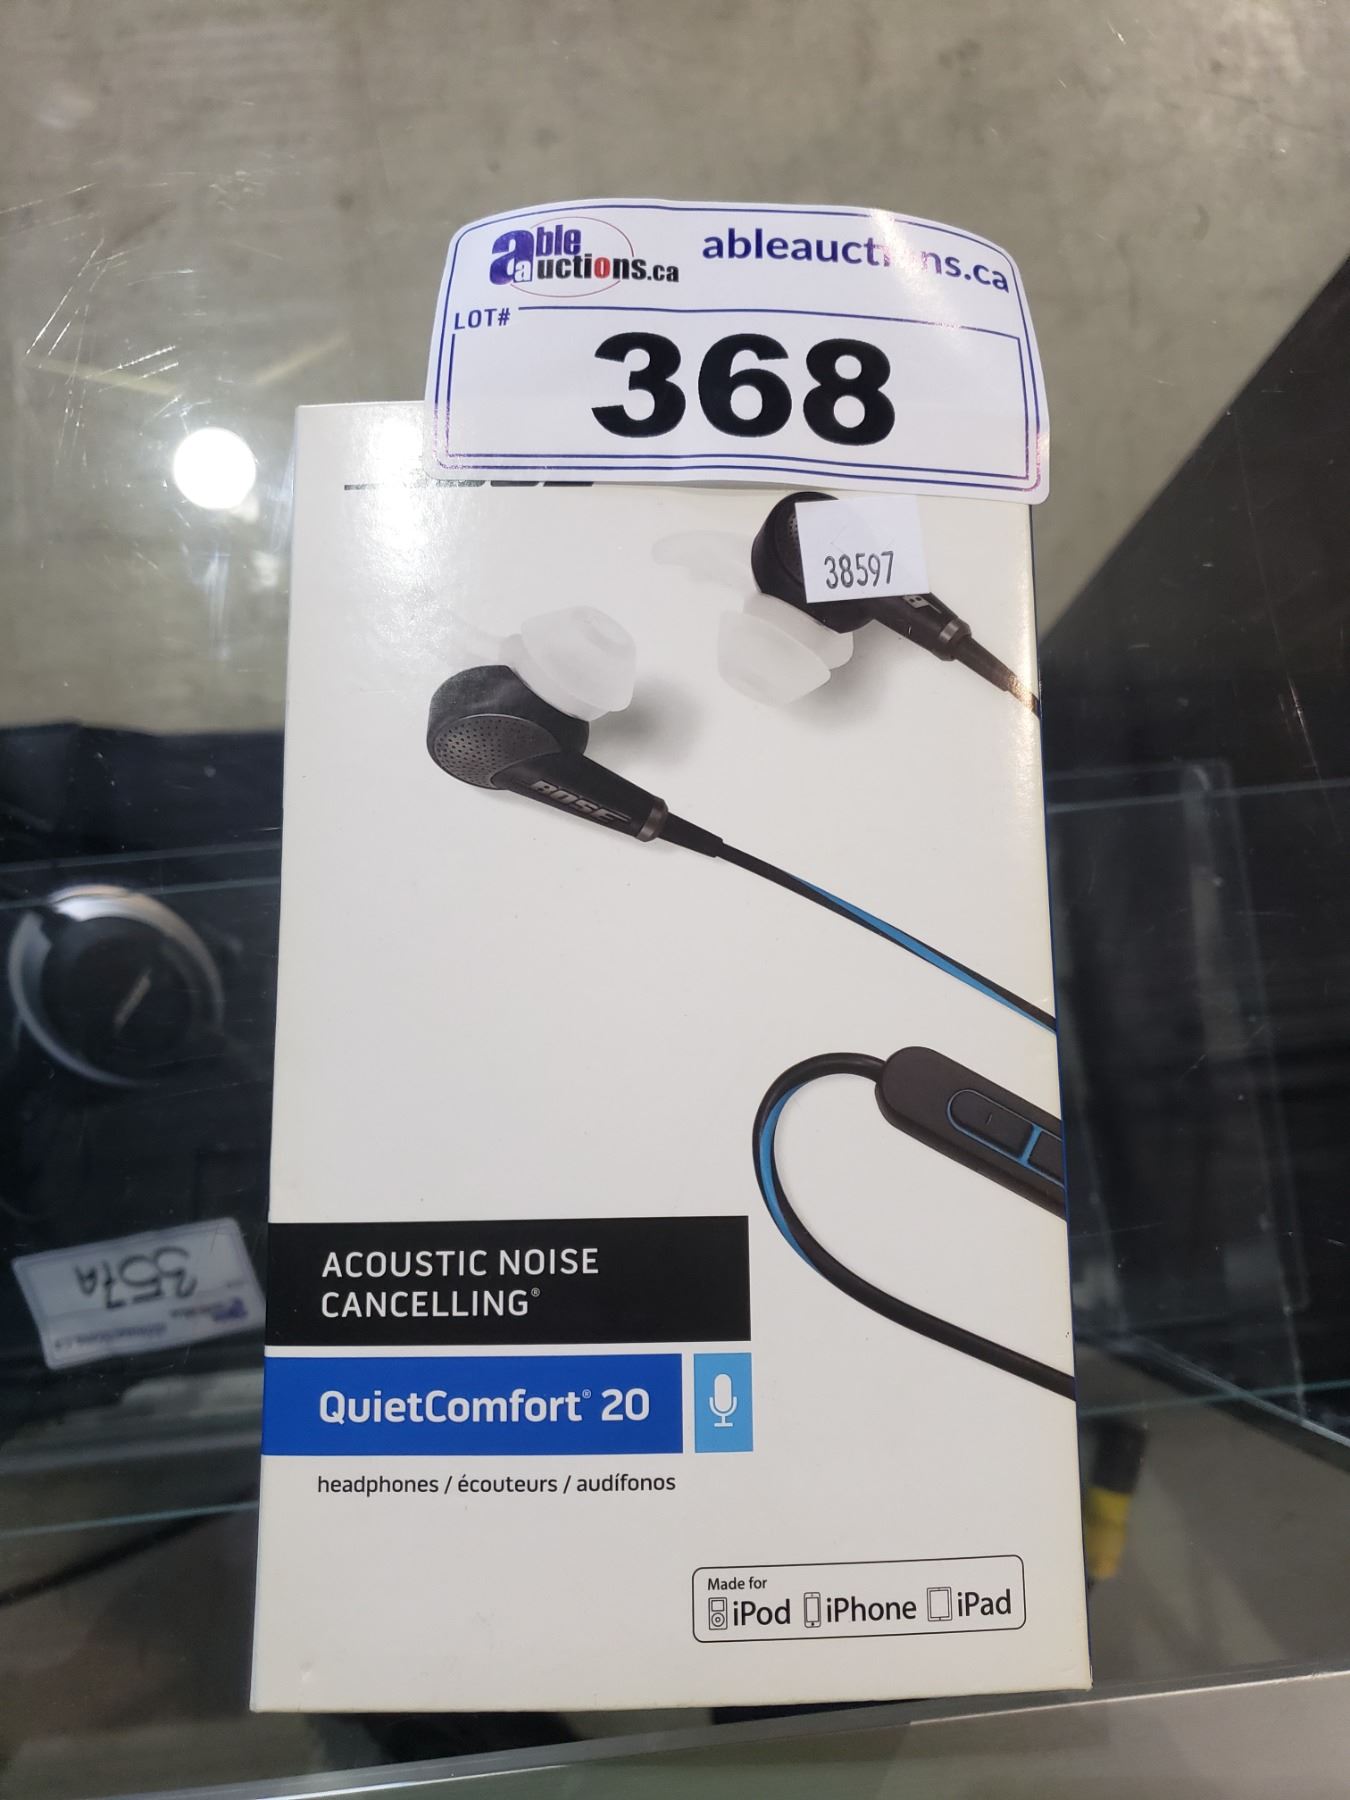 able
auctions.ca
ableauctions.ca
LOT#
368
38597
BOSE
ACOUSTIC NOISE
CANCELLING®
QuietComfort® 20
headphones / écouteurs / audífonos
Made for
iPod iPhone iPad
357A